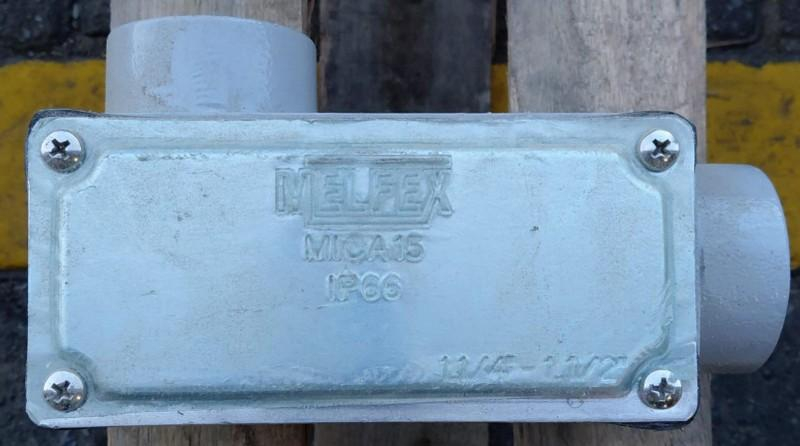 MELFEX
MICA15
IP66
1.1/4" - 1.1/2"